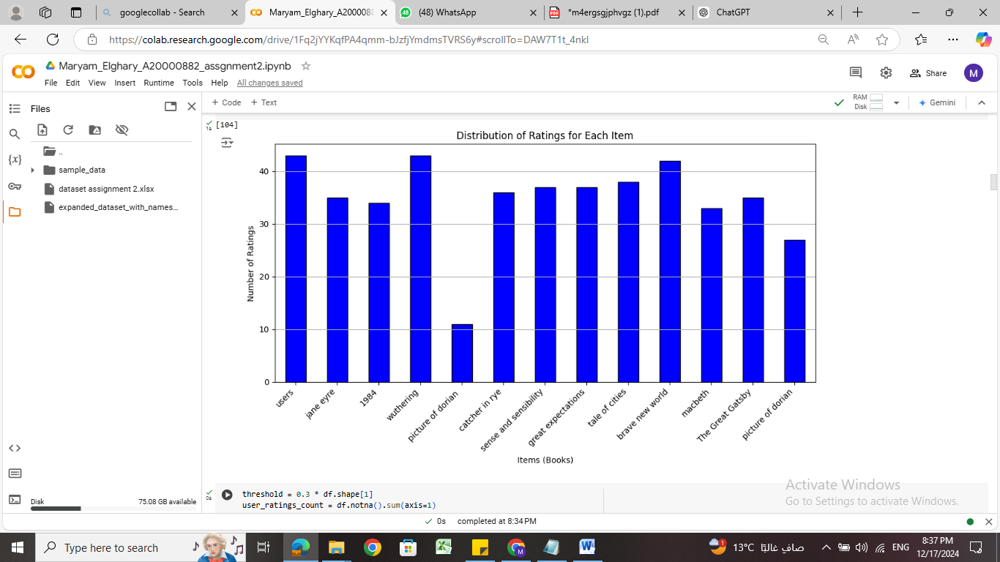 googlecollab - Search
Maryam_Elghary_A2000088
48
(48) WhatsApp
PDF
*m4ergsgjphvgz (1).pdf
ChatGPT
https://colab.research.google.com/drive/1Fq2jYYKqfPA4qmm-bJzfjYmdmsTVRS6y#scrollTo=DAW7T1t_4nkl
Maryam_Elghary_A20000882_assgnment2.ipynb
File Edit View Insert Runtime Tools Help All changes saved
Share
M
Files
+ Code + Text
RAM
Disk
Gemini
{x}
..
sample_data
dataset assignment 2.xlsx
expanded_dataset_with_names...
1s
[104]
Distribution of Ratings for Each Item
Number of Ratings
40
30
20
10
0
users
jane eyre
1984
wuthering
picture of dorian
catcher in rye
sense and sensibility
great expectations
tale of cities
brave new world
macbeth
The Great Gatsby
picture of dorian
Items (Books)
0s
threshold = 0.3 * df.shape[1]
user_ratings_count = df.notna().sum(axis=1)
Disk 75.08 GB available
Activate Windows
Go to Settings to activate Windows.
0s completed at 8:34 PM
Type here to search
1
13°C صافٍ غالبًا
ENG
8:37 PM
12/17/2024